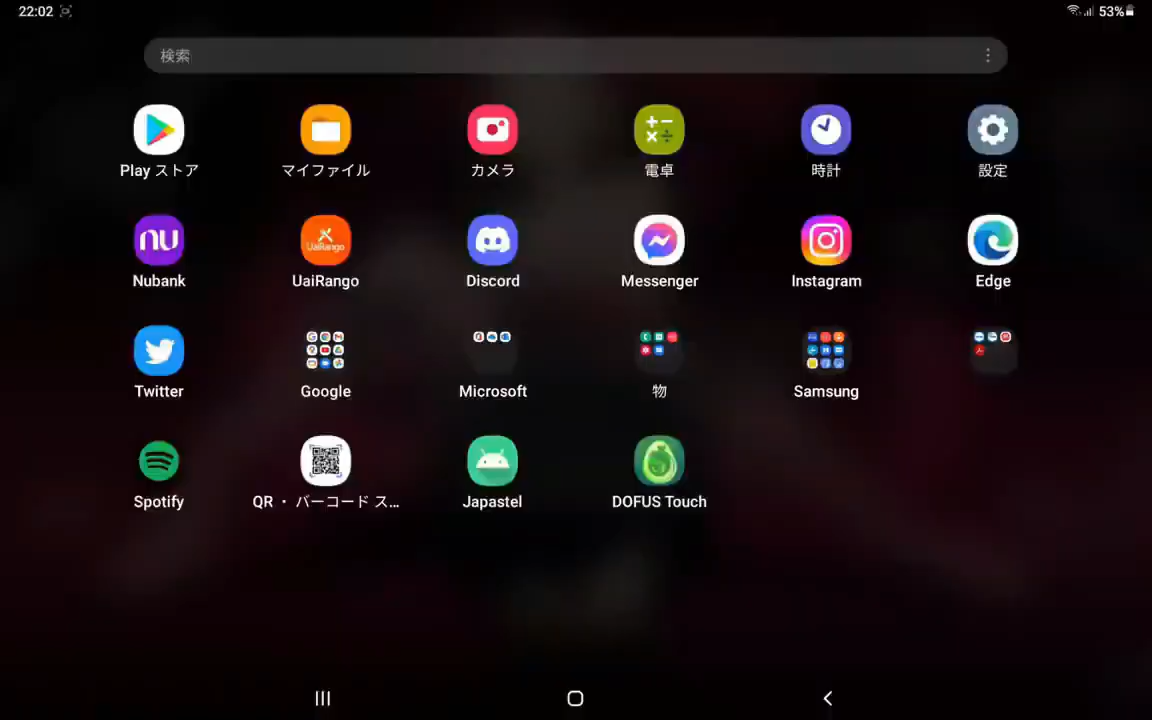 22:02
53%
検索
Play ストア
マイファイル
カメラ
電卓
時計
設定
nu
UaiRango
Nubank
UaiRango
Discord
Messenger
Instagram
Edge
Twitter
Google
Microsoft
物
Samsung
Spotify
QR ・ バーコード ス...
Japastel
DOFUS Touch